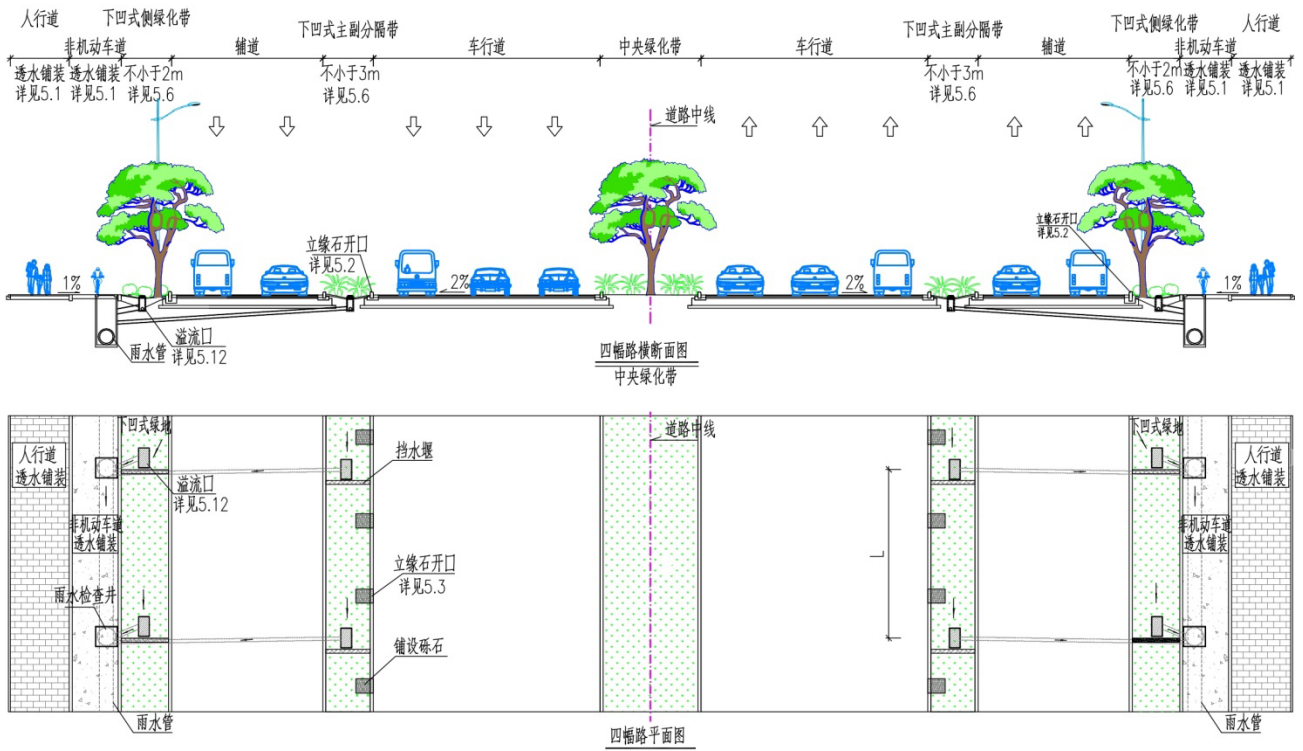 人行道
下凹式侧绿化带
下凹式主副分隔带
下凹式主副分隔带
下凹式侧绿化带
人行道
非机动车道
辅道
车行道
中央绿化带
车行道
辅道
非机动车道
透水铺装
详见5.1
透水铺装
详见5.1
不小于2m
详见5.6
不小于3m
详见5.6
不小于3m
详见5.6
不小于2m
详见5.6
透水铺装
详见5.1
透水铺装
详见5.1
道路中线
立缘石开口
详见5.2
立缘石开口
详见5.2
1%
2%
2%
1%
溢流口
详见5.12
雨水管
四幅路横断面图
中央绿化带
下凹式绿地
道路中线
下凹式绿地
人行道
透水铺装
挡水堰
人行道
透水铺装
溢流口
详见5.12
非机动车道
透水铺装
L
非机动车道
透水铺装
立缘石开口
详见5.3
雨水检查井
铺设砾石
雨水管
雨水管
四幅路平面图